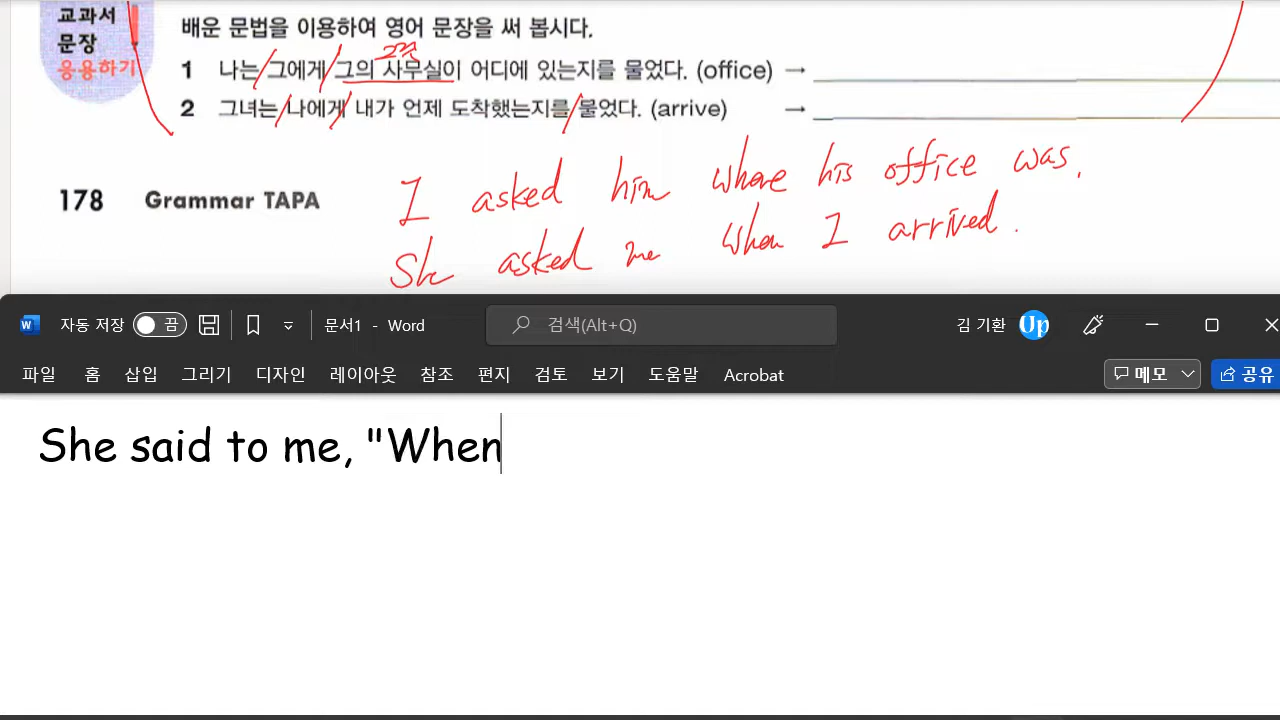 교과서
배운 문법을 이용하여 영어 문장을 써 봅시다.
문장
응용하기
1 나는 그에게 그의 사무실이 어디에 있는지를 물었다. (office) →
2 그녀는 나에게 내가 언제 도착했는지를 물었다. (arrive) →
I asked him where his office was.
178 Grammar TAPA
She asked me when I arrived.
자동 저장 끔 문서1 - Word 검색(Alt+Q) 김 기환 Up
파일 홈 삽입 그리기 디자인 레이아웃 참조 편지 검토 보기 도움말 Acrobat 메모 공유
She said to me, "When